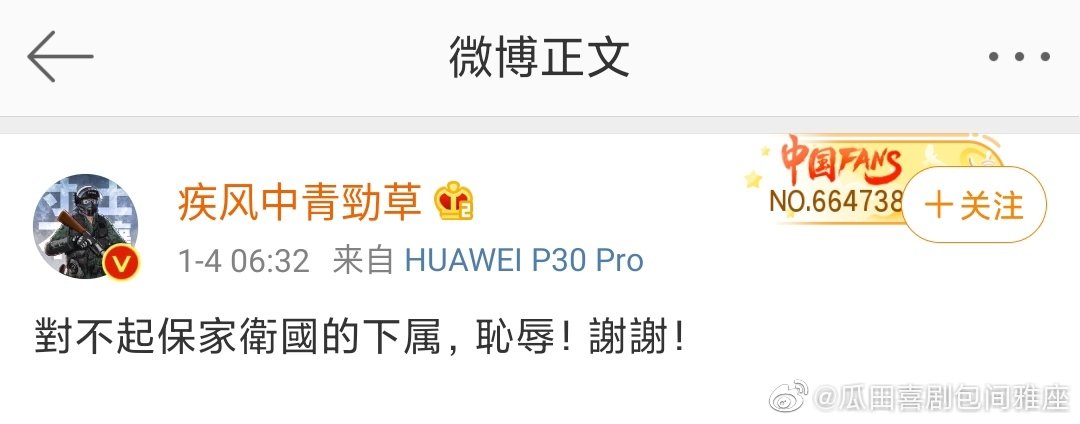 微博正文
中国FANS
NO.664738
疾风中青勁草
+关注
1-4 06:32 来自 HUAWEI P30 Pro
對不起保家衛國的下属,恥辱!謝謝!
@瓜田喜剧包间雅座